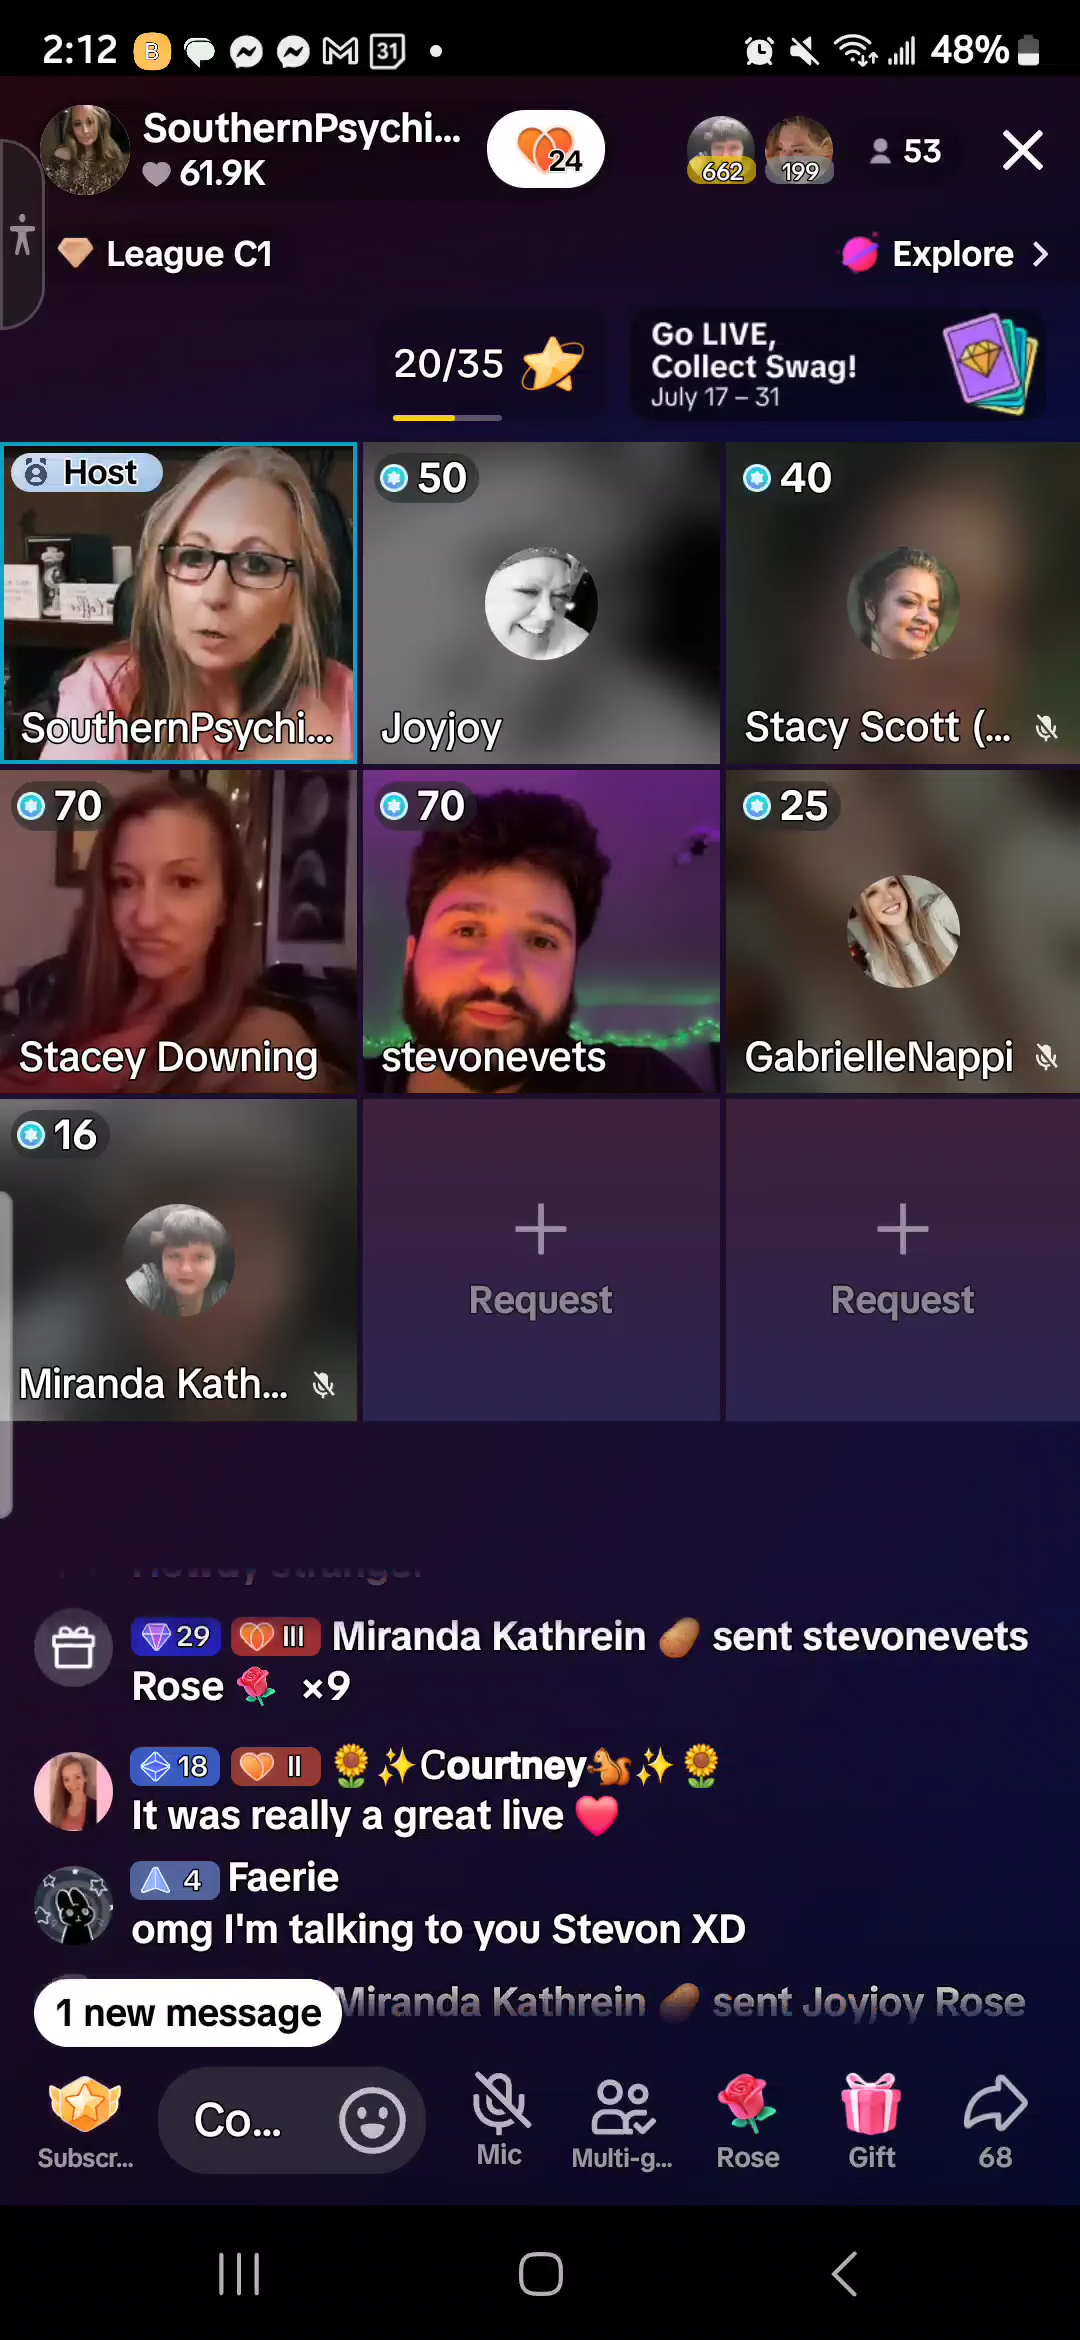 2:12 B 31 48%
SouthernPsychi... 24 662 199 53
61.9K
League C1 Explore >
20/35 Go LIVE,
Collect Swag!
July 17 – 31
Host 50 40
SouthernPsychi... Joyjoy Stacy Scott (...
70 70 25
Stacey Downing stevonevets GabrielleNappi
16
Request Request
Miranda Kath...
Howdy stranger
29 III Miranda Kathrein 🥔 sent stevonevets
Rose 🌹 ×9
18 II 🌻✨Courtney🐿️✨🌻
It was really a great live ❤️
4 Faerie
omg I'm talking to you Stevon XD
1 new message Miranda Kathrein 🥔 sent Joyjoy Rose
Co...
Subscr... Mic Multi-g... Rose Gift 68